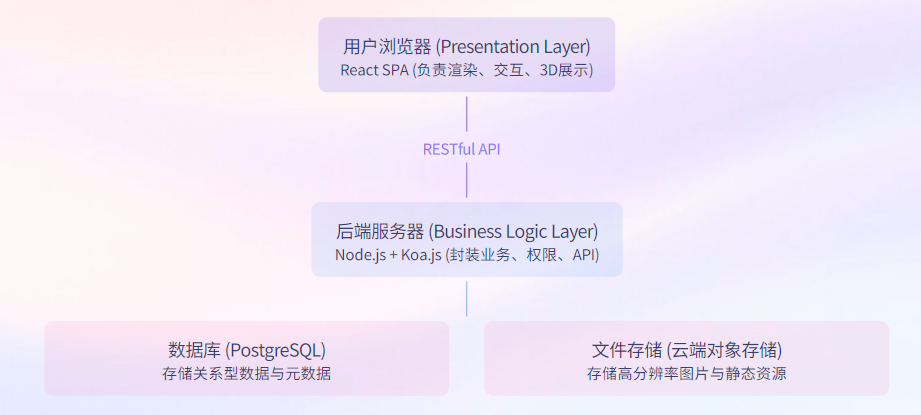 用户浏览器 (Presentation Layer)
React SPA (负责渲染、交互、3D展示)
RESTful API
后端服务器 (Business Logic Layer)
Node.js + Koa.js (封装业务、权限、API)
数据库 (PostgreSQL)
存储关系型数据与元数据
文件存储 (云端对象存储)
存储高分辨率图片与静态资源